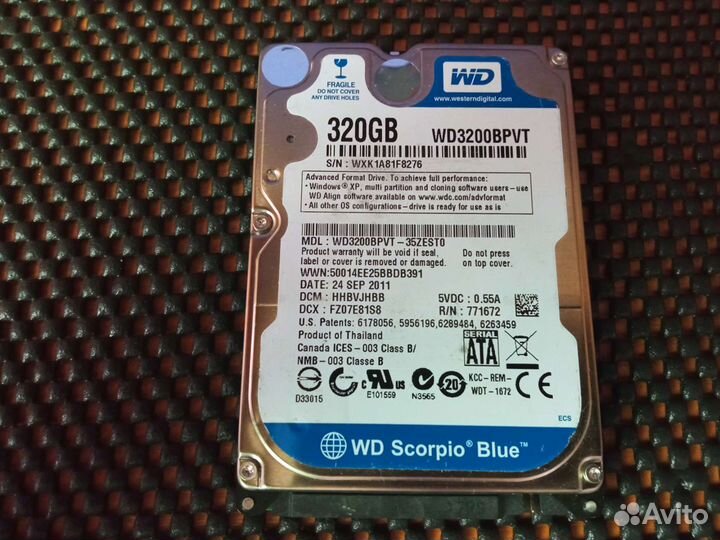 FRAGILE
DO NOT COVER
ANY DRIVE HOLES
WD
www.westerndigital.com
320GB WD3200BPVT
S/N : WXK1A81F8276
Advanced Format Drive. To achieve full performance:
• Windows® XP, multi partition and cloning software users - use
WD Align software available on www.wdc.com/advformat
• All other OS configurations - drive is ready for use as is
MDL : WD3200BPVT - 35ZEST0
Product warranty will be void if seal, Do not press
label or cover is removed or damaged. on top cover.
WWN:50014EE25BBDB391
DATE: 24 SEP 2011
DCM : HHBVJHBB 5VDC : 0.55A
DCX : FZ07E81S8 R/N : 771672
U.S. Patents: 6178056, 5956196,6289484, 6263459
Product of Thailand
Canada ICES - 003 Class B/
NMB - 003 Classe B
SERIAL
ATA
D33015
c UR us
E101559
N3565
20
KCC - REM -
WDT - 1672
CE
ECS
WD Scorpio® Blue™
Avito